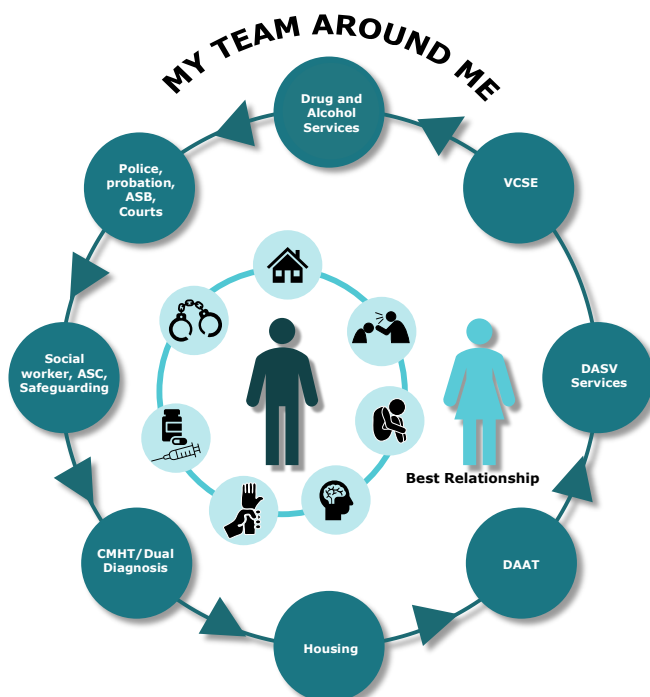 MY TEAM AROUND ME
Drug and
Alcohol
Services
Police,
probation,
ASB,
Courts
VCSE
Social
worker, ASC,
Safeguarding
DASV
Services
Best Relationship
CMHT/Dual
Diagnosis
DAAT
Housing